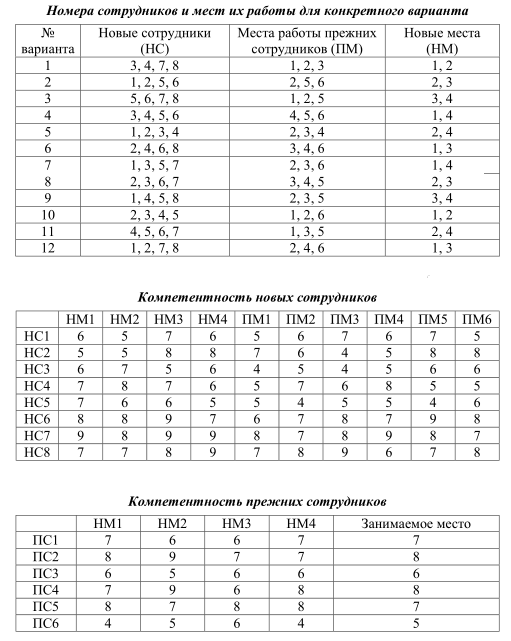 Номера сотрудников и мест их работы для конкретного варианта
№ варианта Новые сотрудники (НС) Места работы прежних сотрудников (ПМ) Новые места (НМ)
1 3, 4, 7, 8 1, 2, 3 1, 2
2 1, 2, 5, 6 2, 5, 6 2, 3
3 5, 6, 7, 8 1, 2, 5 3, 4
4 3, 4, 5, 6 4, 5, 6 1, 4
5 1, 2, 3, 4 2, 3, 4 2, 4
6 2, 4, 6, 8 3, 4, 6 1, 3
7 1, 3, 5, 7 2, 3, 6 1, 4
8 2, 3, 6, 7 3, 4, 5 2, 3
9 1, 4, 5, 8 2, 3, 5 3, 4
10 2, 3, 4, 5 1, 2, 6 1, 2
11 4, 5, 6, 7 1, 3, 5 2, 4
12 1, 2, 7, 8 2, 4, 6 1, 3
Компетентность новых сотрудников
НМ1 НМ2 НМ3 НМ4 ПМ1 ПМ2 ПМ3 ПМ4 ПМ5 ПМ6
НС1 6 5 7 6 5 6 7 6 7 5
НС2 5 5 8 8 7 6 4 5 8 8
НС3 6 7 5 6 4 5 4 5 6 6
НС4 7 8 7 6 5 7 6 8 5 5
НС5 7 6 6 5 5 4 5 5 4 6
НС6 8 8 9 7 6 7 8 7 9 8
НС7 9 8 9 9 8 7 8 9 8 7
НС8 7 7 8 9 7 8 9 6 7 8
Компетентность прежних сотрудников
НМ1 НМ2 НМ3 НМ4 Занимаемое место
ПС1 7 6 6 7 7
ПС2 8 9 7 7 8
ПС3 6 5 6 6 6
ПС4 7 9 6 8 8
ПС5 8 7 8 8 7
ПС6 4 5 6 4 5